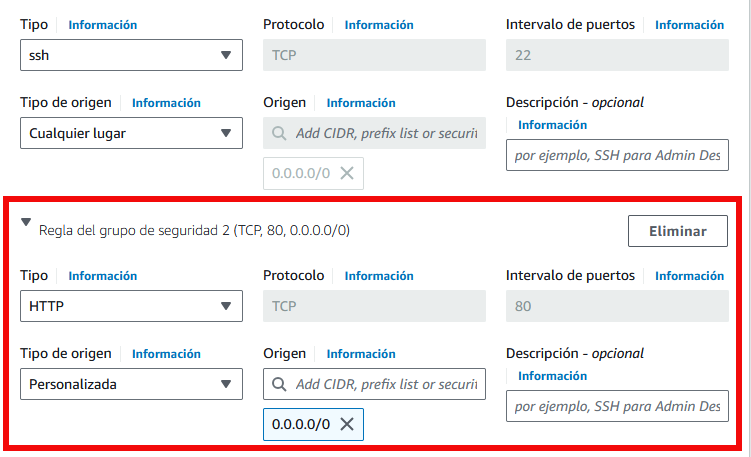 Tipo Información Protocolo Información Intervalo de puertos Información
ssh TCP 22
Tipo de origen Información Origen Información Descripción - opcional
Información
Cualquier lugar Add CIDR, prefix list or securit
por ejemplo, SSH para Admin Des
0.0.0.0/0
Regla del grupo de seguridad 2 (TCP, 80, 0.0.0.0/0) Eliminar
Tipo Información Protocolo Información Intervalo de puertos Información
HTTP TCP 80
Tipo de origen Información Origen Información Descripción - opcional
Información
Personalizada Add CIDR, prefix list or securit
por ejemplo, SSH para Admin Des
0.0.0.0/0